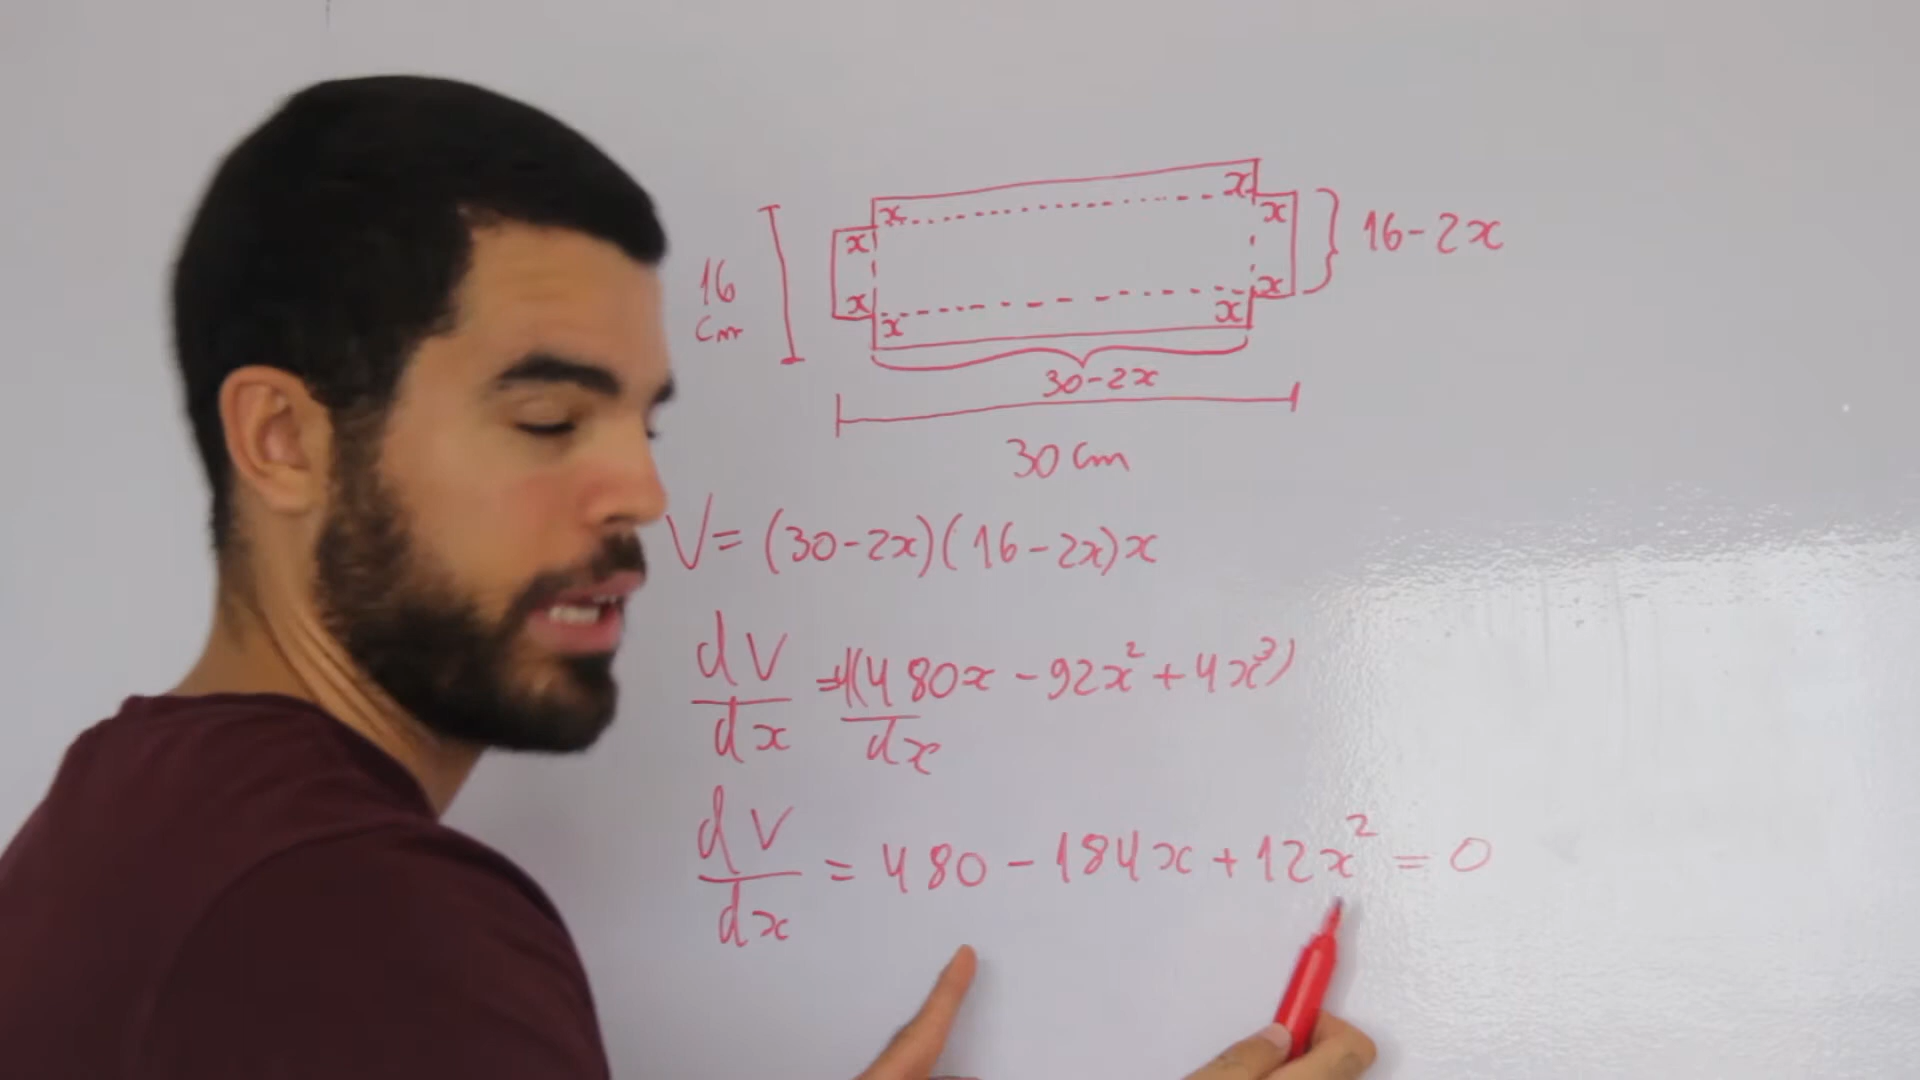 x x
x x
16 - 2x
16
cm
x x
x x
30 - 2x
30 cm
V = (30 - 2x)(16 - 2x)x
dV/dx = d(480x - 92x² + 4x³)/dx
dV/dx = 480 - 184x + 12x² = 0